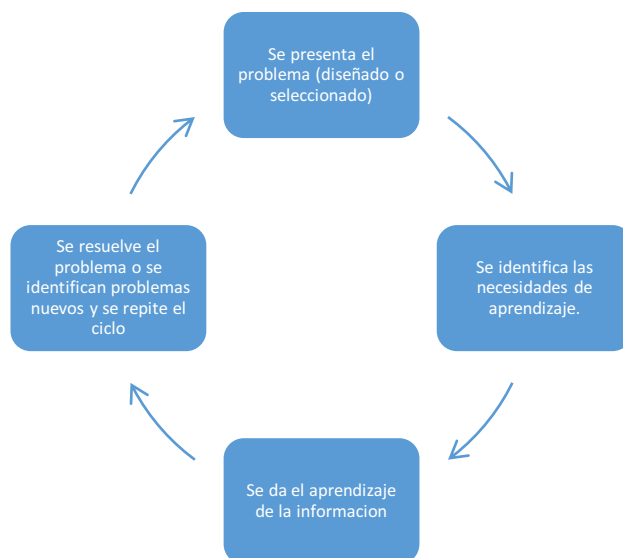 Se presenta el
problema (diseñado o
seleccionado)
Se identifica las
necesidades de
aprendizaje.
Se da el aprendizaje
de la informacion
Se resuelve el
problema o se
identifican problemas
nuevos y se repite el
ciclo